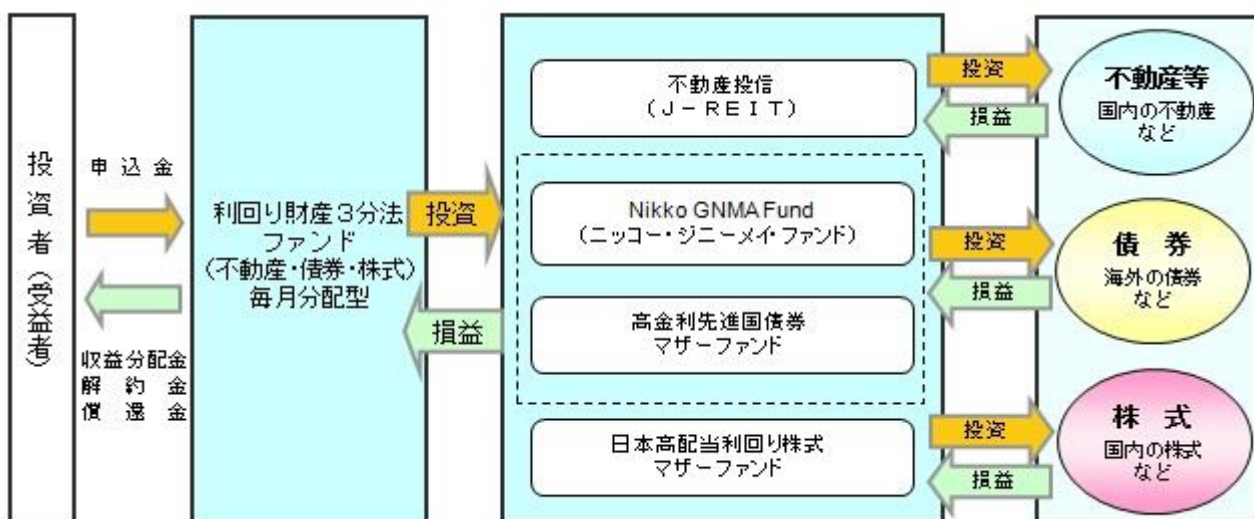 投資者（受益者）
申込金
収益分配金
解約金
償還金
利回り財産３分法
ファンド
（不動産・債券・株式）
毎月分配型
投資
損益
不動産投信
（Ｊ－ＲＥＩＴ）
Nikko GNMA Fund
（ニッコー・ジニーメイ・ファンド）
高金利先進国債券
マザーファンド
日本高配当利回り株式
マザーファンド
投資
損益
投資
損益
投資
損益
不動産等
国内の不動産
など
債券
海外の債券
など
株式
国内の株式
など